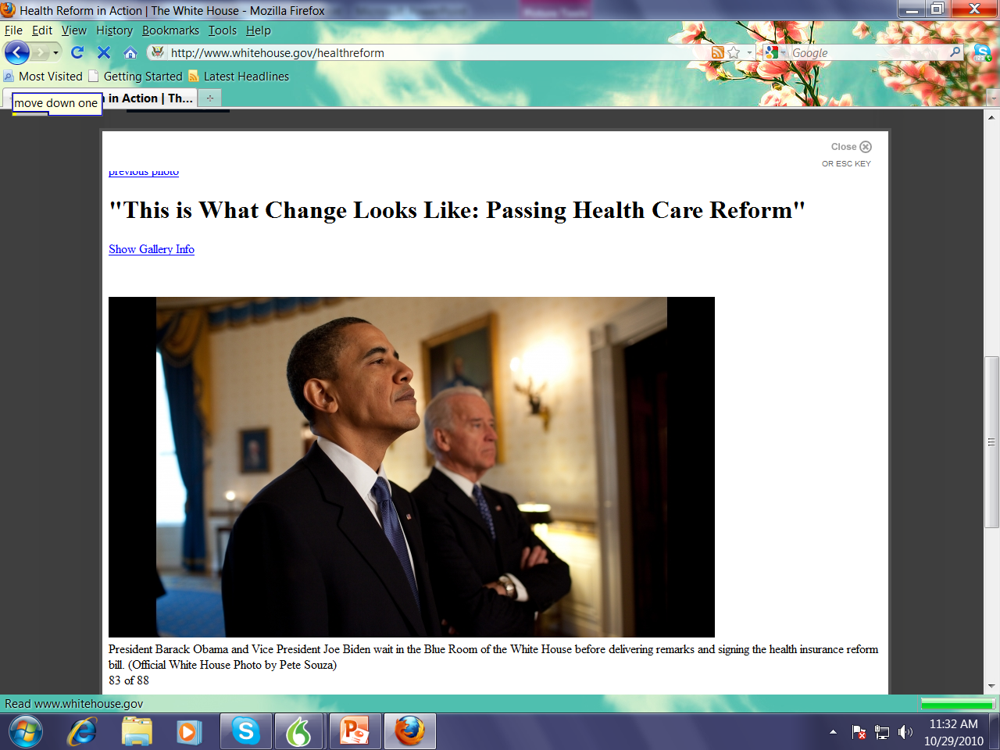 Health Reform in Action | The White House - Mozilla Firefox
File Edit View History Bookmarks Tools Help
http://www.whitehouse.gov/healthreform
Google
Most Visited Getting Started Latest Headlines
move down one
in Action | Th...
Close
OR ESC KEY
previous photo
"This is What Change Looks Like: Passing Health Care Reform"
Show Gallery Info
President Barack Obama and Vice President Joe Biden wait in the Blue Room of the White House before delivering remarks and signing the health insurance reform
bill. (Official White House Photo by Pete Souza)
83 of 88
Read www.whitehouse.gov
11:32 AM
10/29/2010